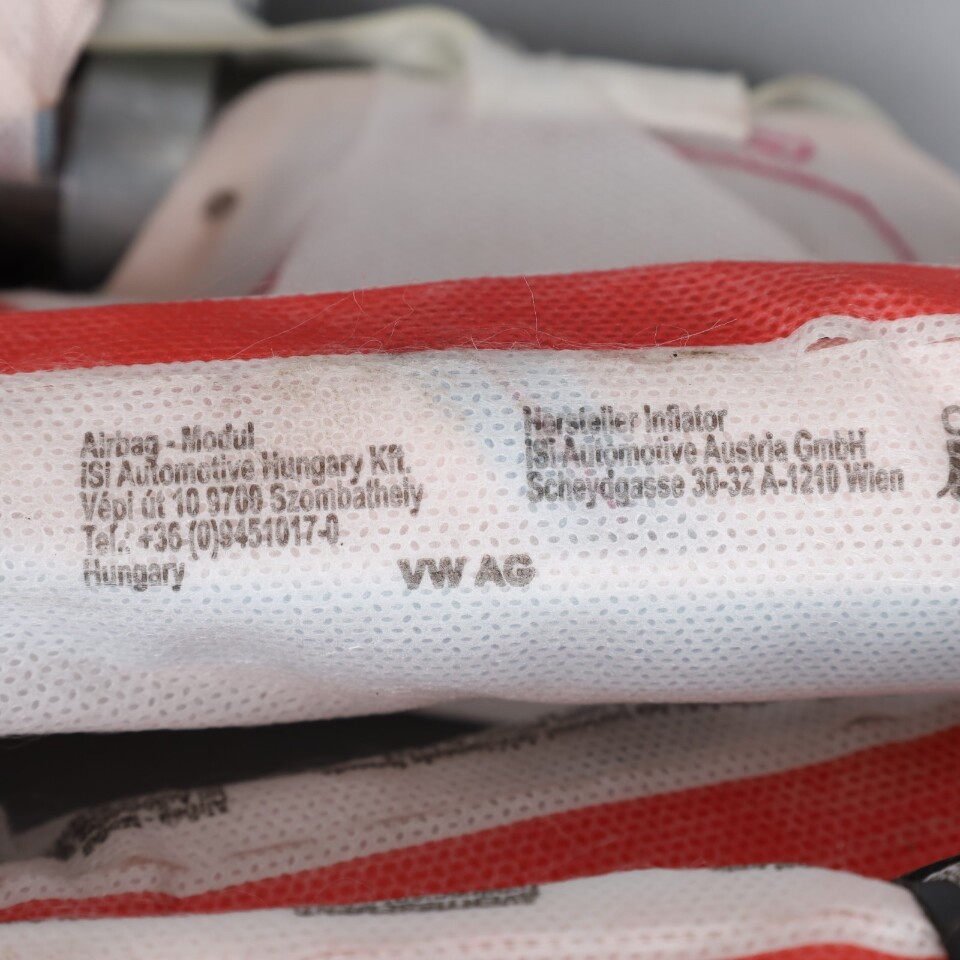 Airbag - Modul
iSi Automotive Hungary Kft.
Vépi út 10 9700 Szombathely
Tel.: +36-(0)9451017-0
Hungary
VW AG
Hersteller Inflator
iSi Automotive Austria GmbH
Scheydgasse 30-32 A-1210 Wien